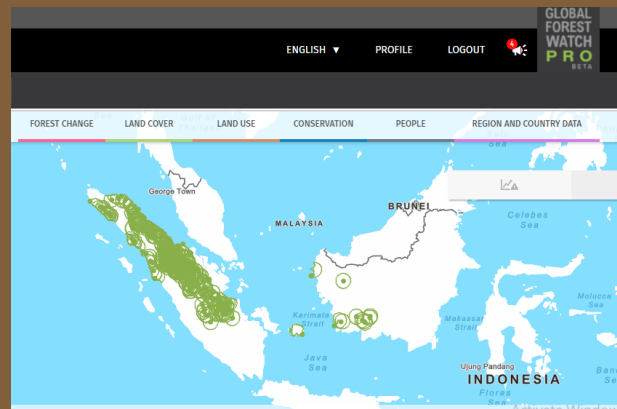 GLOBAL
FOREST
WATCH
PRO
BETA
ENGLISH ▼ PROFILE LOGOUT 4
FOREST CHANGE LAND COVER LAND USE CONSERVATION PEOPLE REGION AND COUNTRY DATA
Sea
George Town
BRUNEI
MALAYSIA
Celebes
Sea
Molucca
Sea
Karimata
Strait
Makassar
Strait
Java
Sea
Ujung Pandang
INDONESIA
Flores
Sea